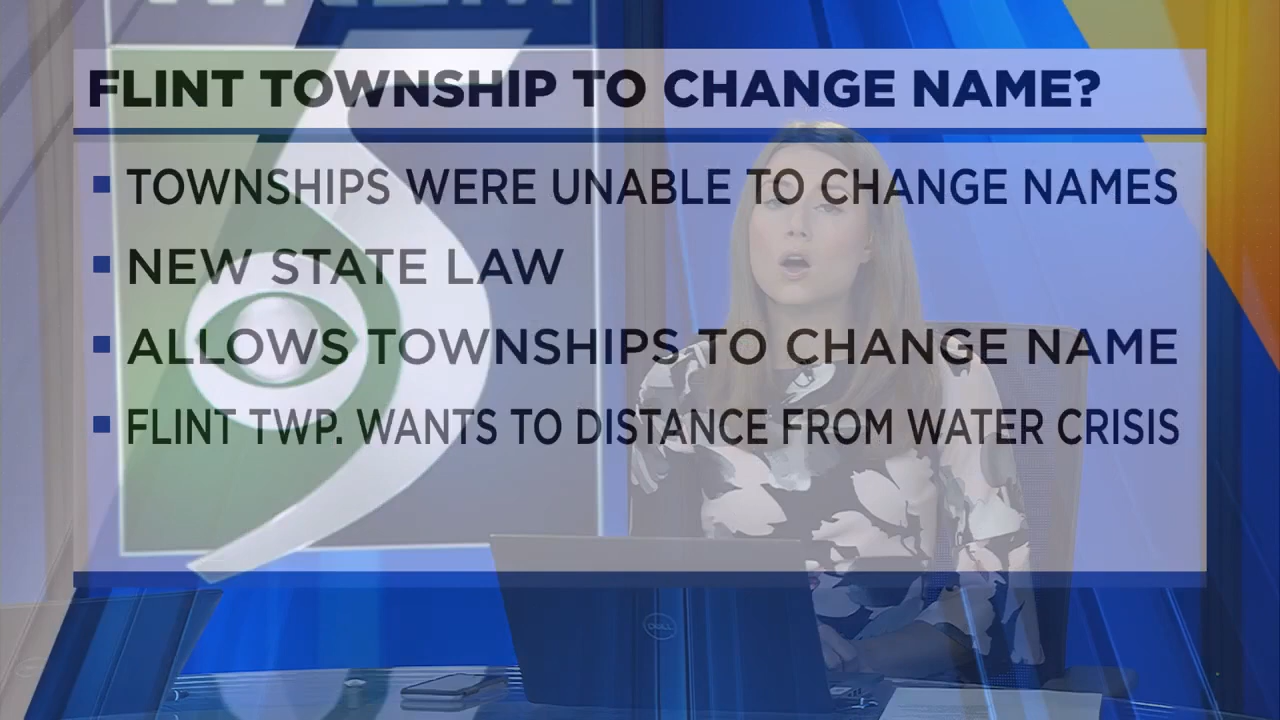 FLINT TOWNSHIP TO CHANGE NAME?
TOWNSHIPS WERE UNABLE TO CHANGE NAMES
NEW STATE LAW
ALLOWS TOWNSHIPS TO CHANGE NAME
FLINT TWP. WANTS TO DISTANCE FROM WATER CRISIS
DELL